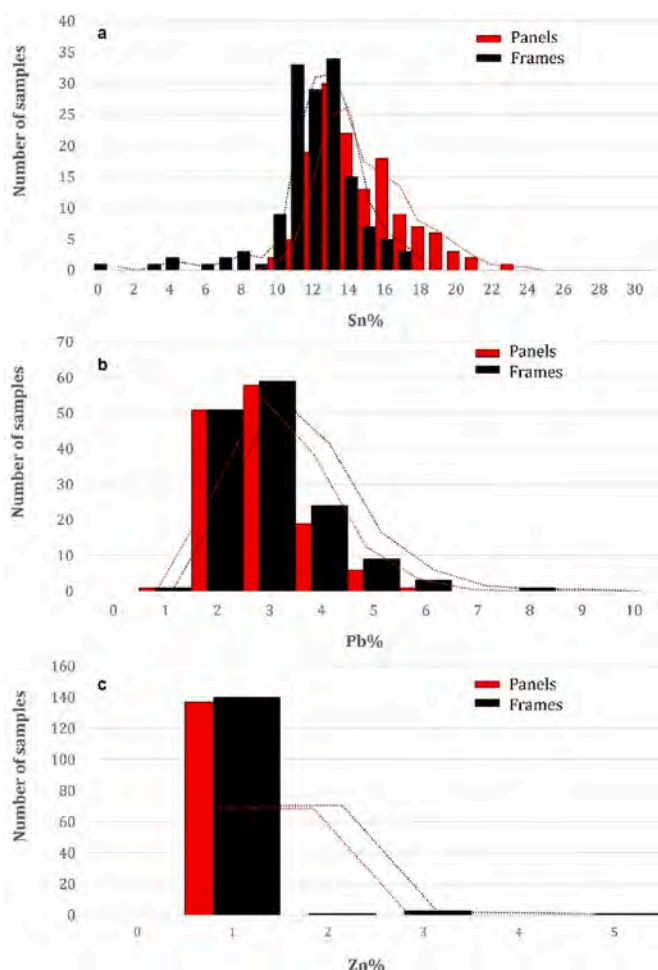 a
Panels
Frames
Number of samples
40
35
30
25
20
15
10
5
0
0 2 4 6 8 10 12 14 16 18 20 22 24 26 28 30
Sn%
b
Panels
Frames
Number of samples
70
60
50
40
30
20
10
0
0 1 2 3 4 5 6 7 8 9 10
Pb%
c
Panels
Frames
Number of samples
160
140
120
100
80
60
40
20
0
0 1 2 3 4 5
Zn%